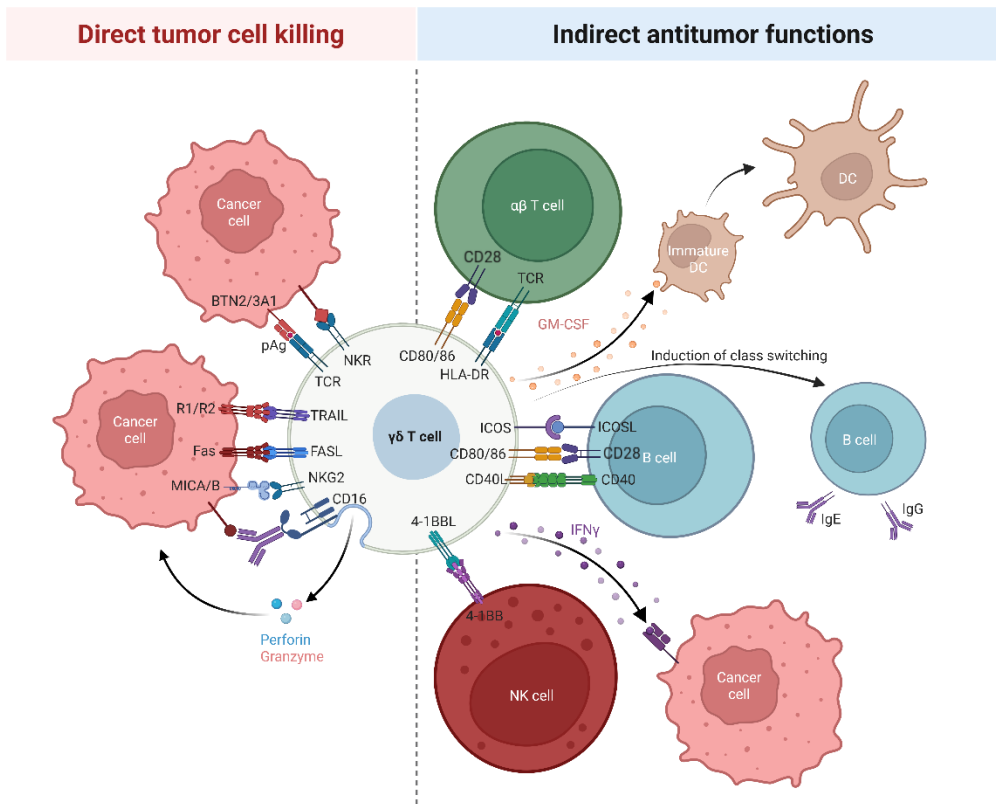 Direct tumor cell killing
Indirect antitumor functions
Cancer
cell
BTN2/3A1
pAg
TCR
NKR
Cancer
cell
R1/R2
TRAIL
Fas
FASL
MICA/B
NKG2
CD16
Perforin
Granzyme
γδ T cell
αβ T cell
CD28
TCR
CD80/86
HLA-DR
GM-CSF
Immature
DC
DC
Induction of class switching
ICOS
ICOSL
CD80/86
CD28
B cell
CD40L
CD40
B cell
IgE
IgG
4-1BBL
4-1BB
NK cell
IFNγ
Cancer
cell